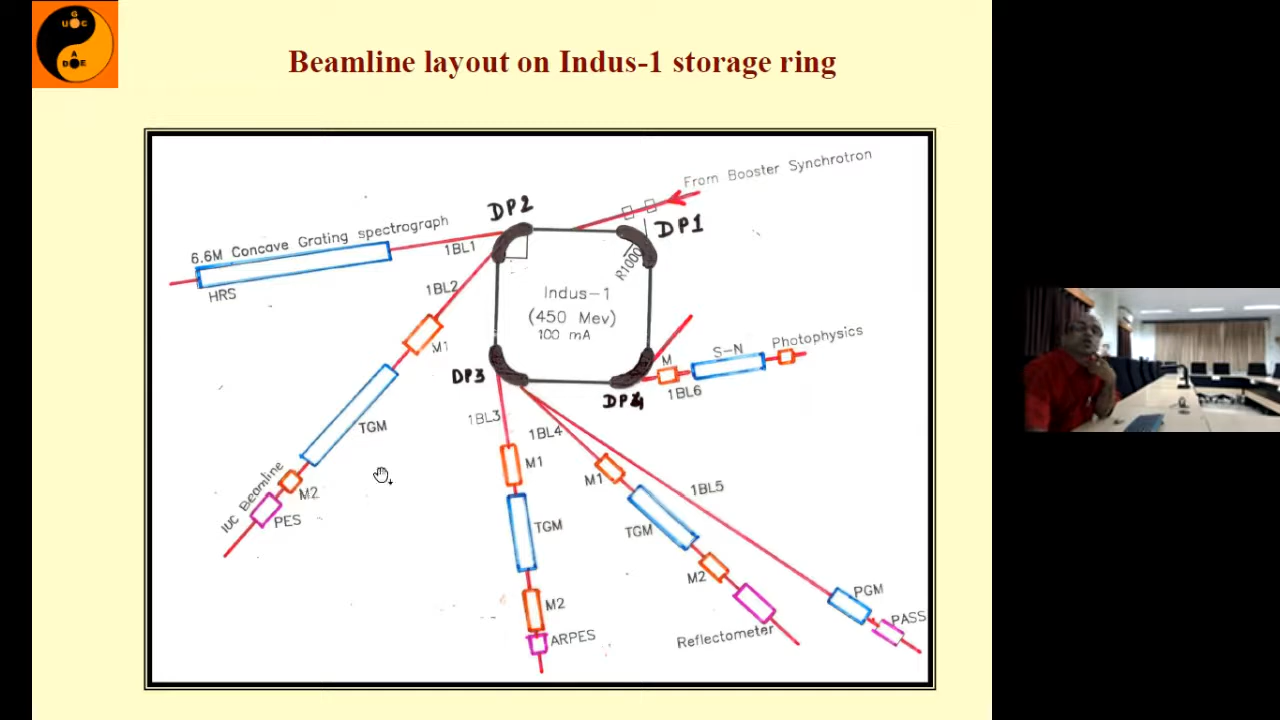 G
U G C
A
D A E
Beamline layout on Indus-1 storage ring
From Booster Synchrotron
DP2
DP1
6.6M Concave Grating spectrograph
1BL1
HRS
R1000
1BL2
Indus-1
(450 Mev)
100 mA
M1
Photophysics
S-N
M
1BL6
DP3
DP4
1BL3
1BL4
TGM
M1
M1
1BL5
IUC Beamline
M2
PES
TGM
TGM
M2
PGM
M2
ARPES
Reflectometer
PASS